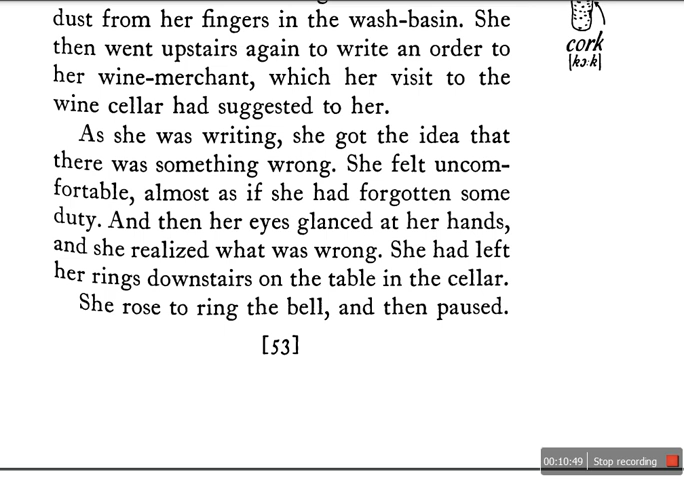 dust from her fingers in the wash-basin. She
then went upstairs again to write an order to
her wine-merchant, which her visit to the
wine cellar had suggested to her.
As she was writing, she got the idea that
there was something wrong. She felt uncom-
fortable, almost as if she had forgotten some
duty. And then her eyes glanced at her hands,
and she realized what was wrong. She had left
her rings downstairs on the table in the cellar.
She rose to ring the bell, and then paused.
[53]
cork
[kɔ:k]
00:10:49 Stop recording